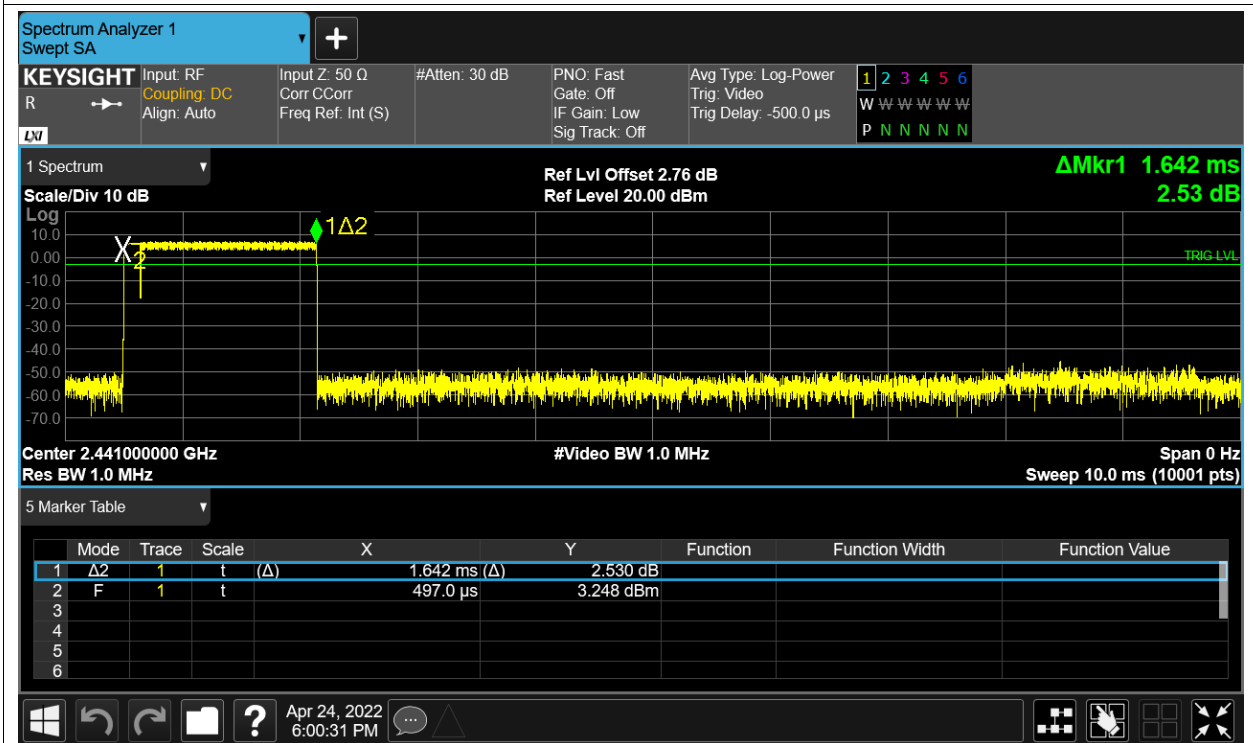 Spectrum Analyzer 1
Swept SA
KEYSIGHT Input: RF Input Z: 50 Ω #Atten: 30 dB PNO: Fast Avg Type: Log-Power 1 2 3 4 5 6
R Coupling: DC Corr CCorr Gate: Off Trig: Video W W W W W W
Align: Auto Freq Ref: Int (S) IF Gain: Low Trig Delay: -500.0 µs
LXI Sig Track: Off P N N N N N
1 Spectrum Ref Lvl Offset 2.76 dB ΔMkr1 1.642 ms
Scale/Div 10 dB Ref Level 20.00 dBm 2.53 dB
Log
1Δ2
10.0
X2
0.00 TRIG LVL
-10.0
-20.0
-30.0
-40.0
-50.0
-60.0
-70.0
Center 2.441000000 GHz #Video BW 1.0 MHz Span 0 Hz
Res BW 1.0 MHz Sweep 10.0 ms (10001 pts)
5 Marker Table
Mode Trace Scale X Y Function Function Width Function Value
1 Δ2 1 t (Δ) 1.642 ms (Δ) 2.530 dB
2 F 1 t 497.0 µs 3.248 dBm
3
4
5
6
? Apr 24, 2022
6:00:31 PM